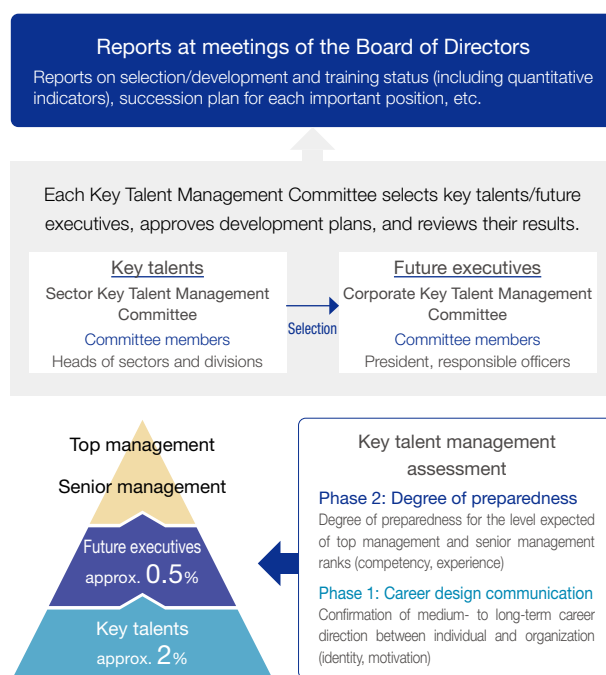 Reports at meetings of the Board of Directors
Reports on selection/development and training status (including quantitative
indicators), succession plan for each important position, etc.
Each Key Talent Management Committee selects key talents/future
executives, approves development plans, and reviews their results.
Key talents
Sector Key Talent Management
Committee
Committee members
Heads of sectors and divisions
Selection
Future executives
Corporate Key Talent Management
Committee
Committee members
President, responsible officers
Top management
Senior management
Future executives
approx. 0.5%
Key talents
approx. 2%
Key talent management
assessment
Phase 2: Degree of preparedness
Degree of preparedness for the level expected
of top management and senior management
ranks (competency, experience)
Phase 1: Career design communication
Confirmation of medium- to long-term career
direction between individual and organization
(identity, motivation)